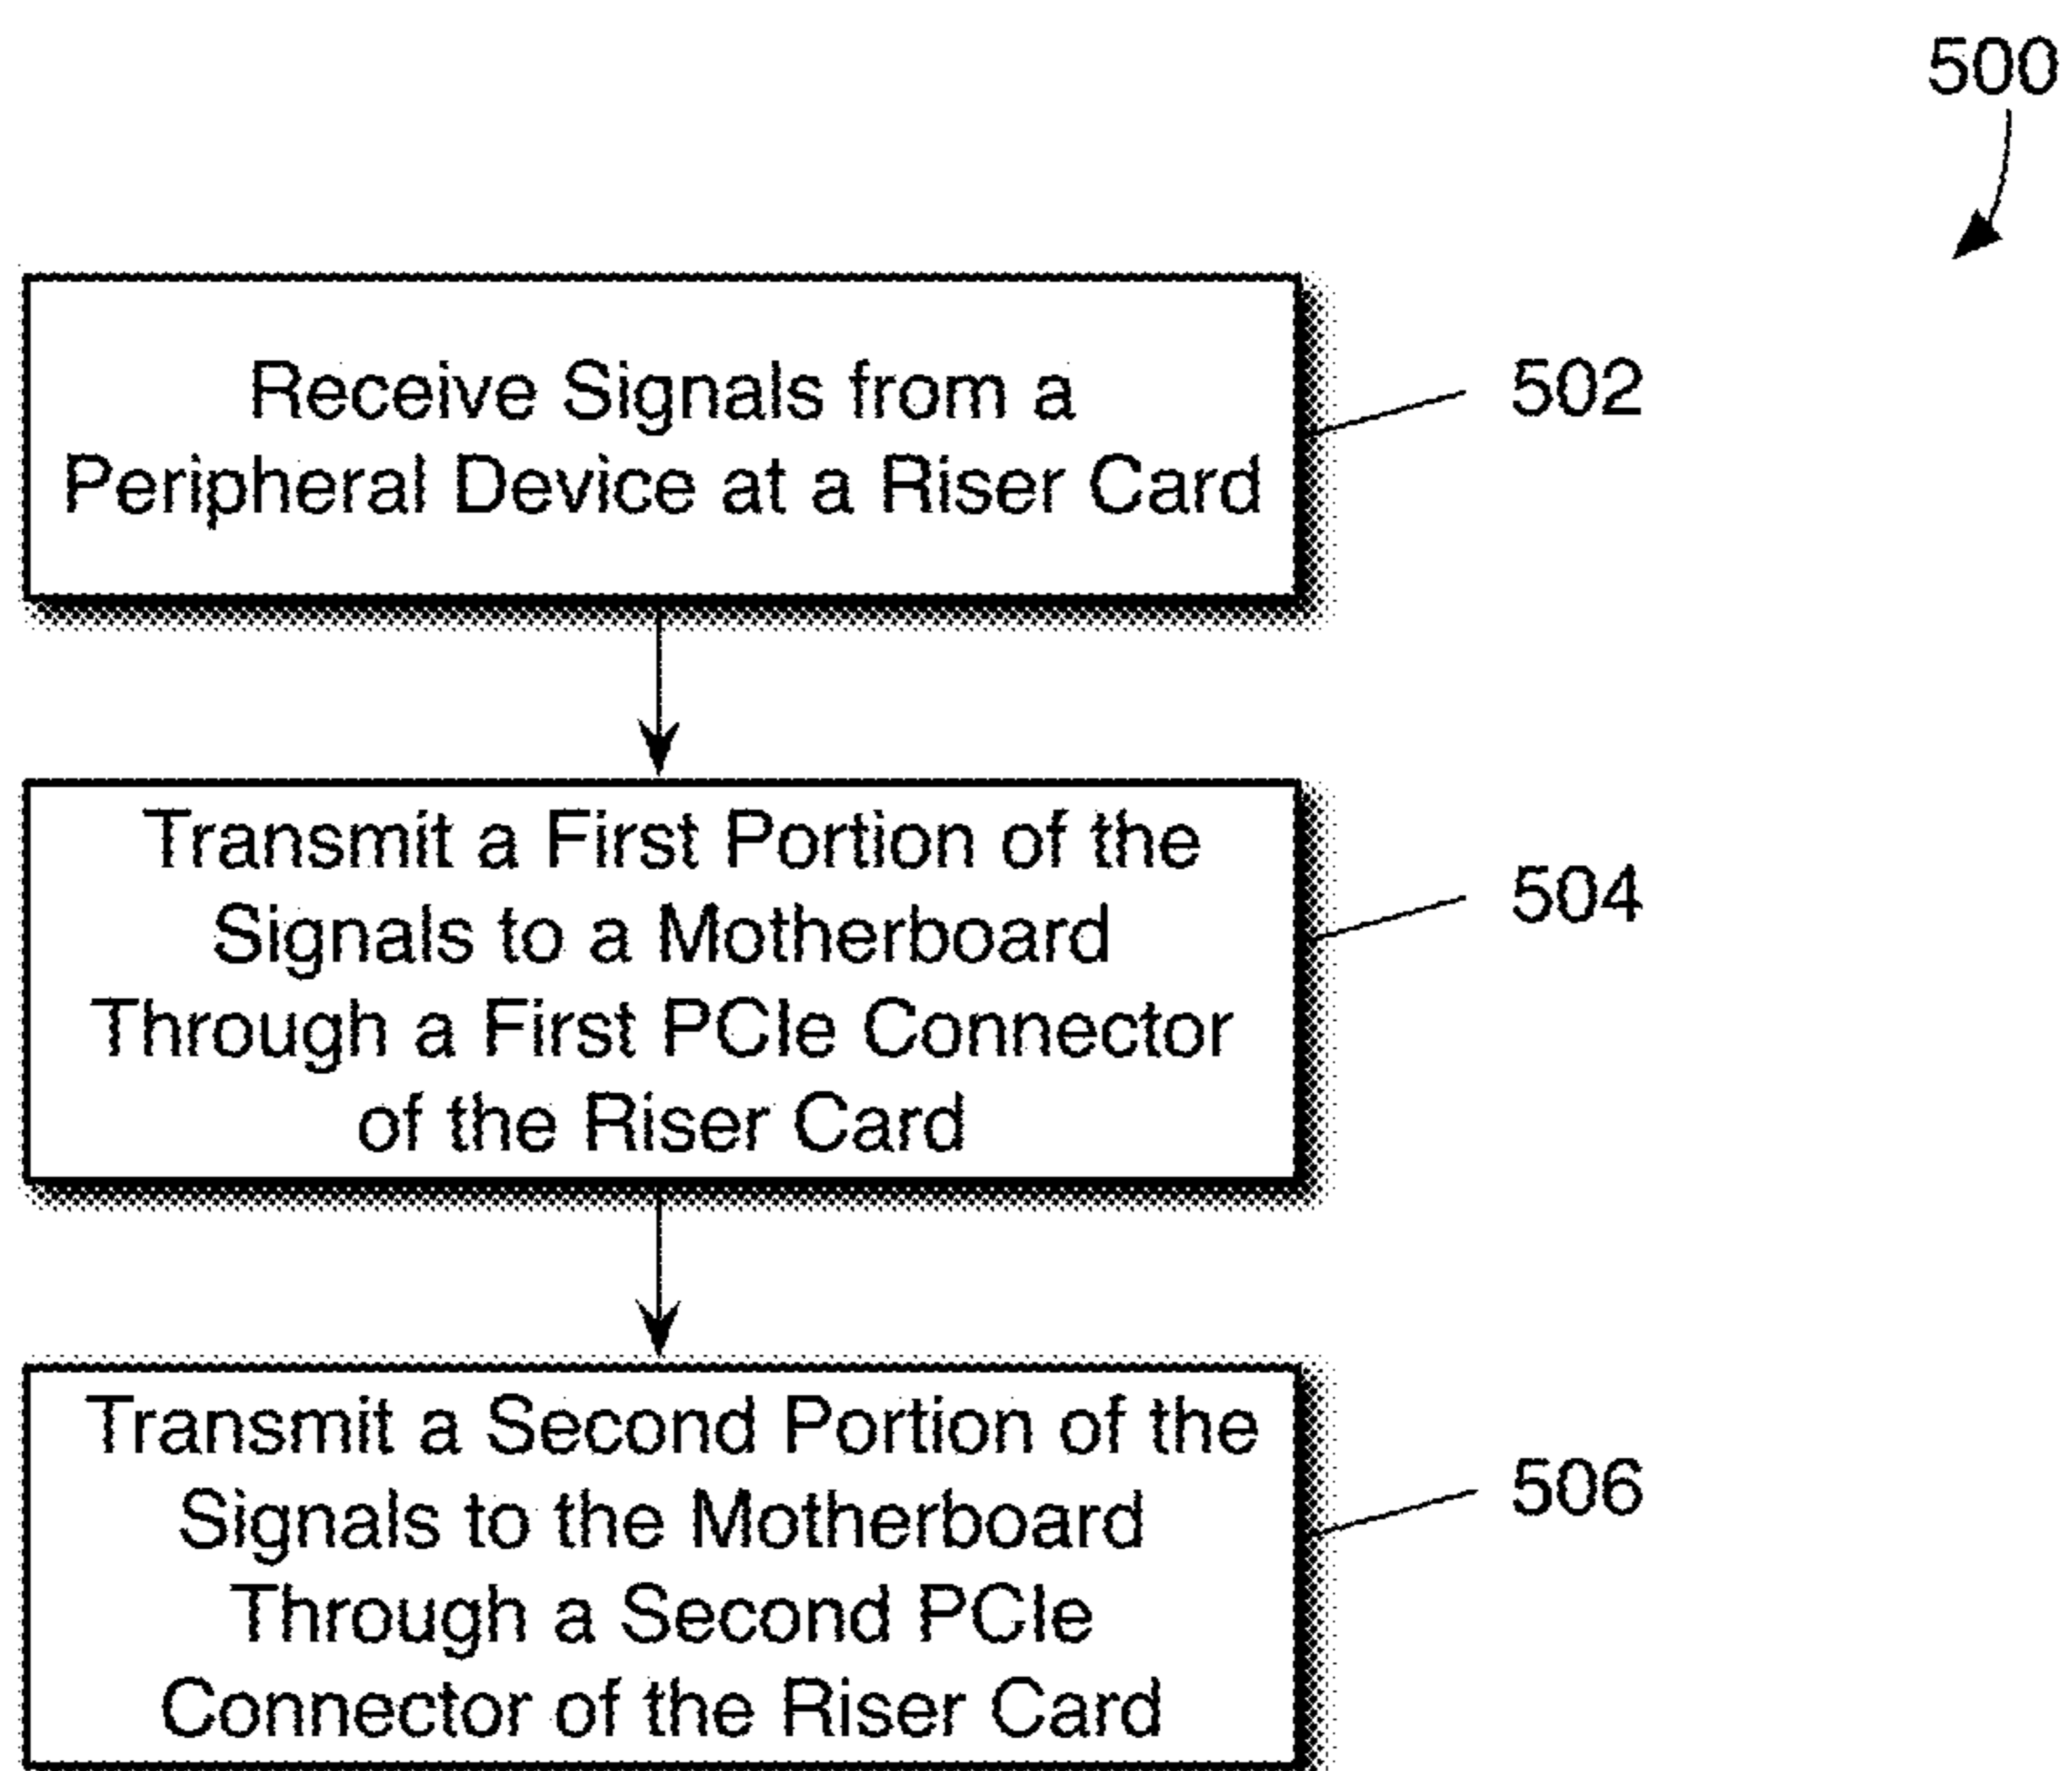 500
Receive Signals from a
Peripheral Device at a Riser Card
502
Transmit a First Portion of the
Signals to a Motherboard
Through a First PCIe Connector
of the Riser Card
504
Transmit a Second Portion of the
Signals to the Motherboard
Through a Second PCIe
Connector of the Riser Card
506